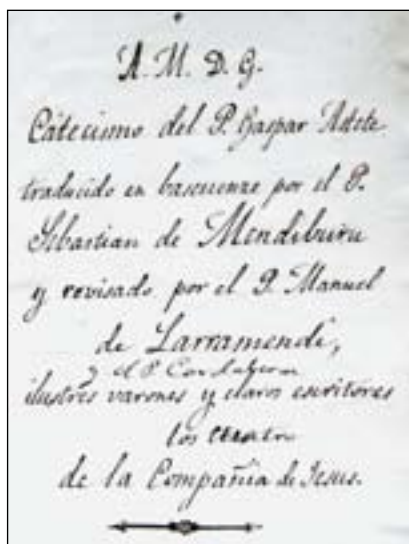 A. M. D. G.
Catecismo del P. Gaspar Astete
traducido en bascuenze por el P.
Sebastian de Mendiburu
y revisado por el P. Manuel
de Larramendi,
y el P. Cardaberaz
ilustres varones y claros escritores
los cuatro
de la Compañia de Jesus.